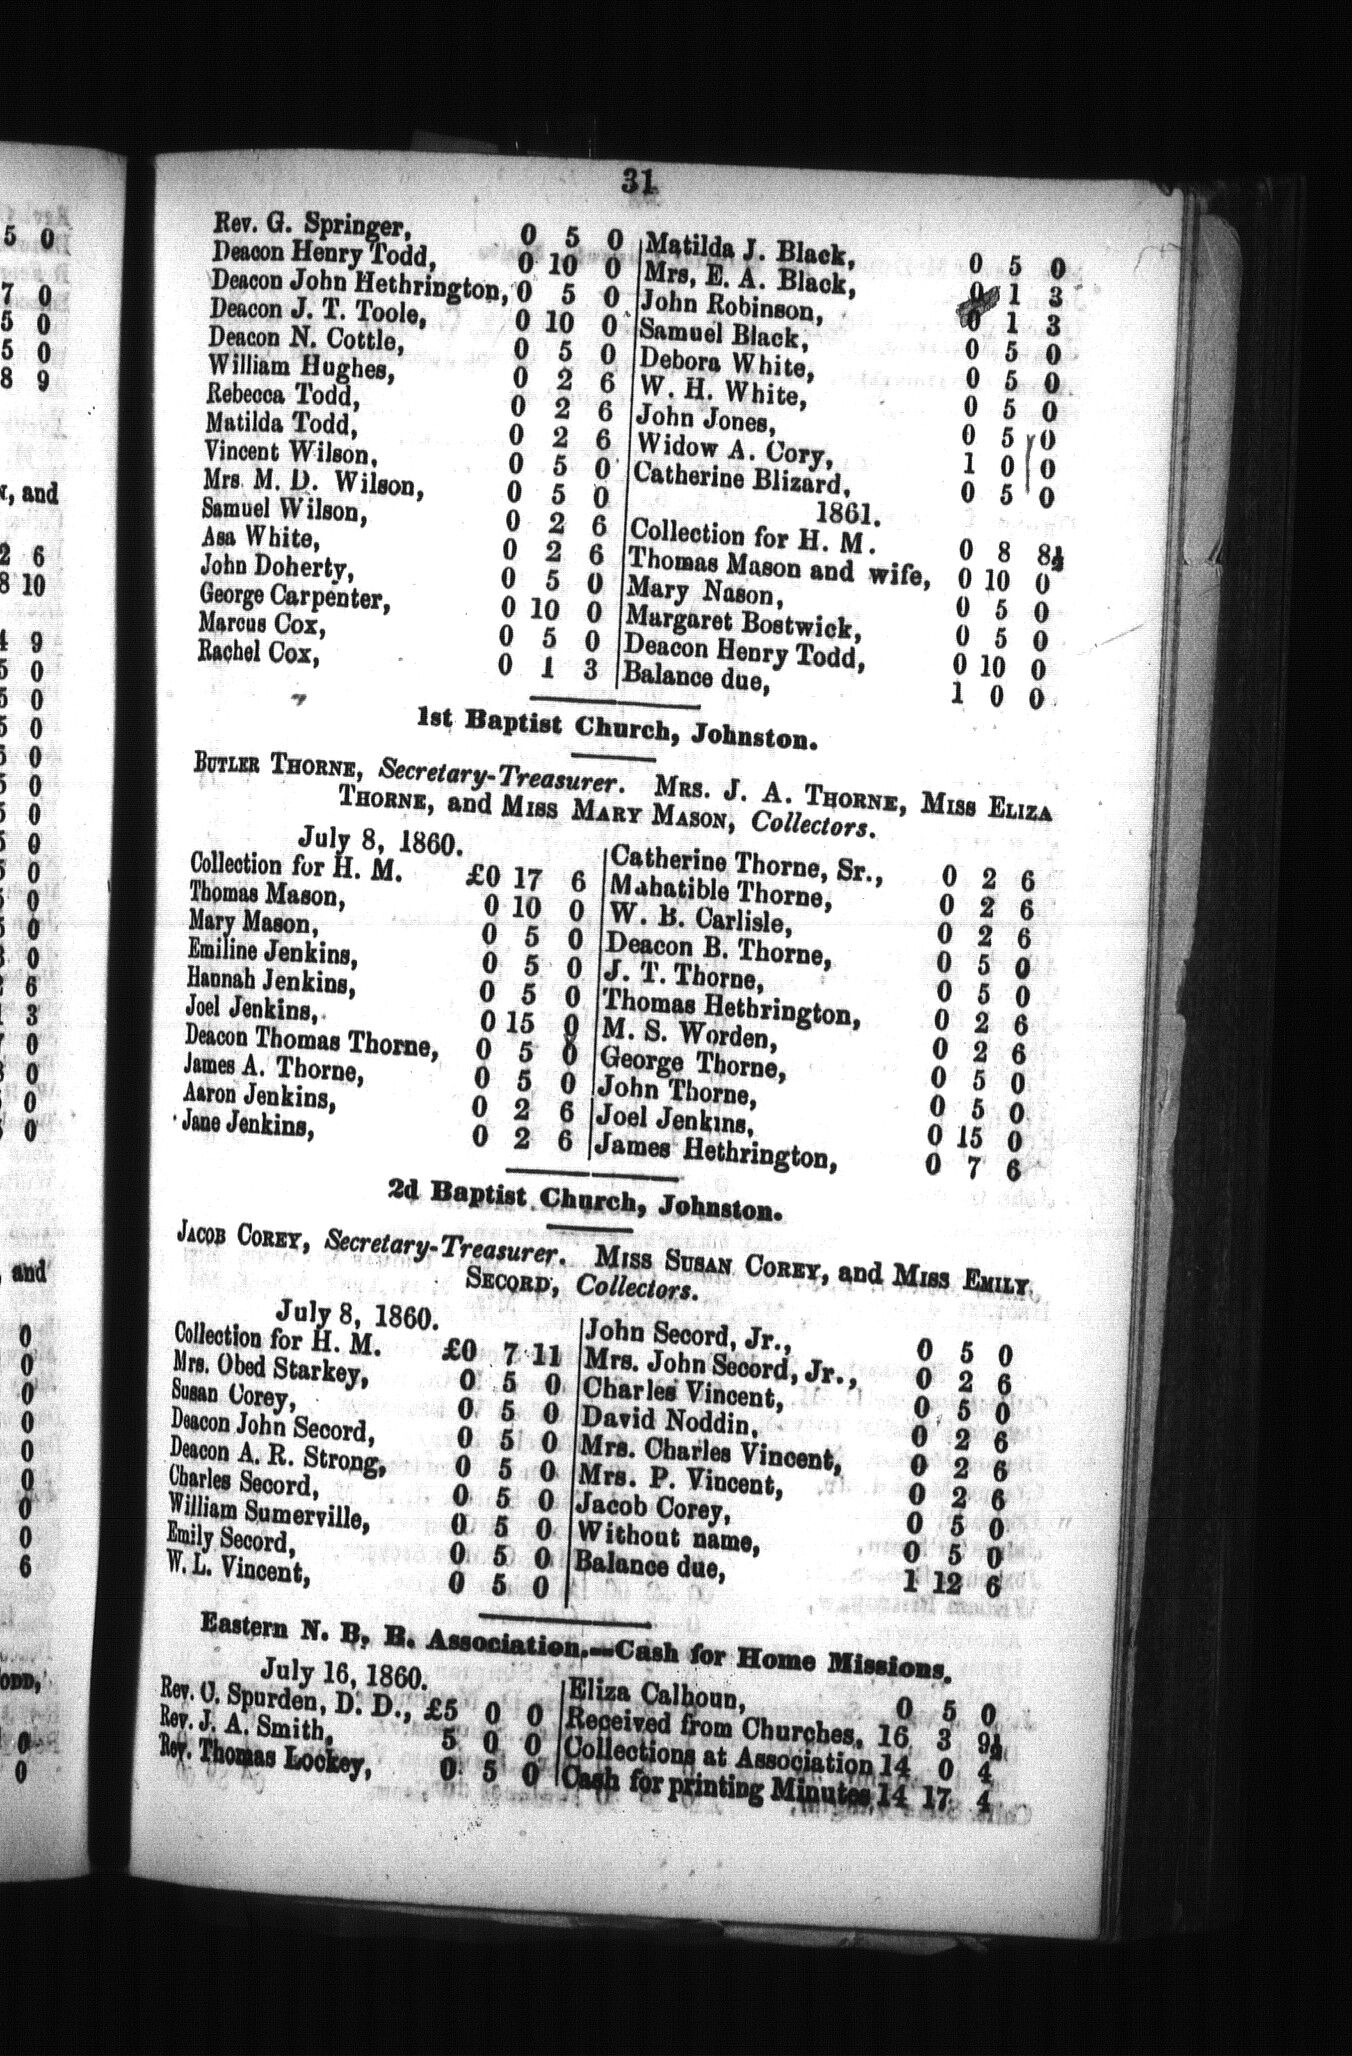 31
Rev. G. Springer, 0 5 0
Deacon Henry Todd, 0 10 0
Deacon John Hethrington, 0 5 0
Deacon J. T. Toole, 0 10 0
Deacon N. Cottle, 0 5 0
William Hughes, 0 2 6
Rebecca Todd, 0 2 6
Matilda Todd, 0 2 6
Vincent Wilson, 0 5 0
Mrs. M. D. Wilson, 0 5 0
Samuel Wilson, 0 2 6
Asa White, 0 2 6
John Doherty, 0 5 0
George Carpenter, 0 10 0
Marcus Cox, 0 5 0
Rachel Cox, 0 1 3
Matilda J. Black, 0 5 0
Mrs. E. A. Black, 0 1 3
John Robinson, 0 1 3
Samuel Black, 0 5 0
Debora White, 0 5 0
W. H. White, 0 5 0
John Jones, 0 5 0
Widow A. Cory, 1 0 0
Catherine Blizard, 0 5 0
1861.
Collection for H. M. 0 8 8½
Thomas Mason and wife, 0 10 0
Mary Nason, 0 5 0
Margaret Bostwick, 0 5 0
Deacon Henry Todd, 0 10 0
Balance due, 1 0 0
1st Baptist Church, Johnston.
BUTLER THORNE, Secretary-Treasurer. MRS. J. A. THORNE, MISS ELIZA
THORNE, and MISS MARY MASON, Collectors.
July 8, 1860.
Collection for H. M. £0 17 6
Thomas Mason, 0 10 0
Mary Mason, 0 5 0
Emiline Jenkins, 0 5 0
Hannah Jenkins, 0 5 0
Joel Jenkins, 0 15 0
Deacon Thomas Thorne, 0 5 0
James A. Thorne, 0 5 0
Aaron Jenkins, 0 2 6
Jane Jenkins, 0 2 6
Catherine Thorne, Sr., 0 2 6
Mahatible Thorne, 0 2 6
W. B. Carlisle, 0 2 6
Deacon B. Thorne, 0 5 0
J. T. Thorne, 0 5 0
Thomas Hethrington, 0 2 6
M. S. Worden, 0 2 6
George Thorne, 0 5 0
John Thorne, 0 5 0
Joel Jenkins, 0 15 0
James Hethrington, 0 7 6
2d Baptist Church, Johnston.
JACOB COREY, Secretary-Treasurer. MISS SUSAN COREY, and MISS EMILY
SECORD, Collectors.
July 8, 1860.
Collection for H. M. £0 7 11
Mrs. Obed Starkey, 0 5 0
Susan Corey, 0 5 0
Deacon John Secord, 0 5 0
Deacon A. R. Strong, 0 5 0
Charles Secord, 0 5 0
William Sumerville, 0 5 0
Emily Secord, 0 5 0
W. L. Vincent, 0 5 0
John Secord, Jr., 0 5 0
Mrs. John Secord, Jr., 0 2 6
Charles Vincent, 0 5 0
David Noddin, 0 2 6
Mrs. Charles Vincent, 0 2 6
Mrs. P. Vincent, 0 2 6
Jacob Corey, 0 5 0
Without name, 0 5 0
Balance due, 1 12 6
Eastern N. B. B. Association.—Cash for Home Missions.
July 16, 1860.
Rev. C. Spurden, D. D., £5 0 0
Rev. J. A. Smith, 5 0 0
Rev. Thomas Lockey, 0 5 0
Eliza Calhoun, 0 5 0
Received from Churches, 16 3 9½
Collections at Association 14 0 4
Cash for printing Minutes, 14 17 4